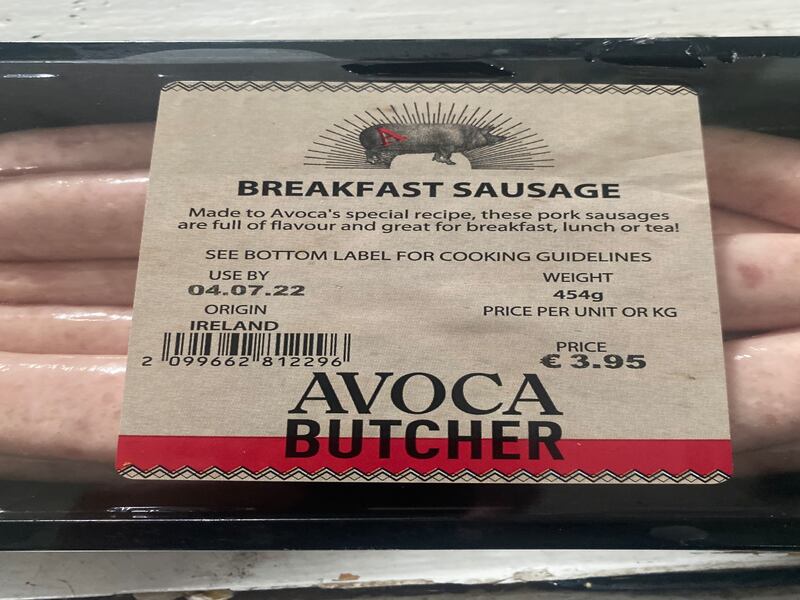 A
BREAKFAST SAUSAGE
Made to Avoca's special recipe, these pork sausages
are full of flavour and great for breakfast, lunch or tea!
SEE BOTTOM LABEL FOR COOKING GUIDELINES
USE BY
04.07.22
ORIGIN
IRELAND
2 099662 812296
WEIGHT
454g
PRICE PER UNIT OR KG
PRICE
€ 3.95
AVOCA
BUTCHER